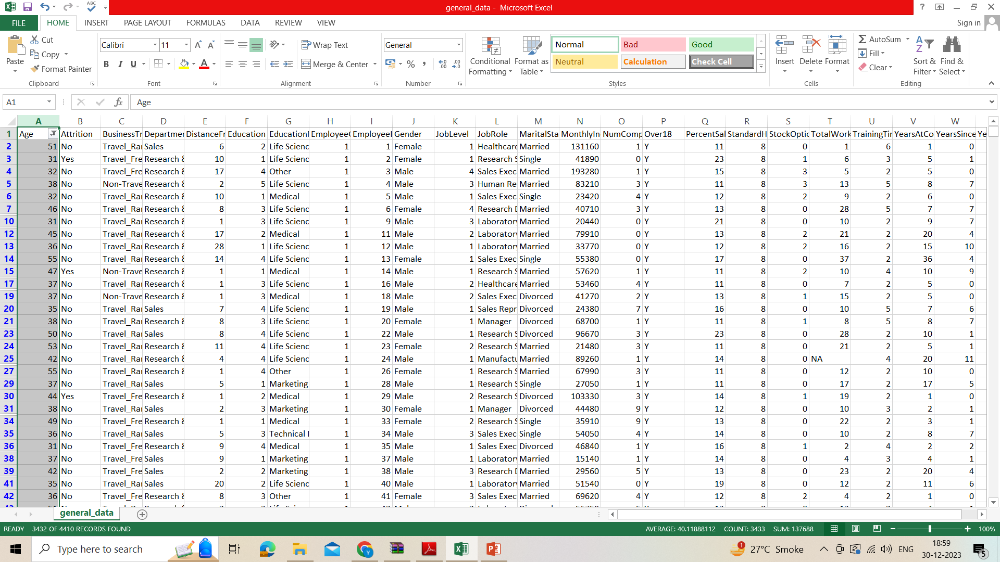 ABC
general_data - Microsoft Excel
?
FILE HOME INSERT PAGE LAYOUT FORMULAS DATA REVIEW VIEW Sign in
Paste Cut Copy Format Painter Clipboard
Calibri 11 A A B I U A Font
Wrap Text Merge & Center Alignment
General % , Number
Conditional Formatting Format as Table
Normal Bad Good
Neutral Calculation Check Cell
Styles
Insert Delete Format Cells
AutoSum Fill Clear Sort & Filter Find & Select Editing
A1 fx Age
A B C D E F G H I J K L M N O P Q R S T U V W
1 Age Attrition BusinessTr Departme DistanceFr Education Education EmployeeC Employee Gender JobLevel JobRole MaritalSta MonthlyIn NumComp Over18 PercentSal StandardH StockOptio TotalWork TrainingTir YearsAtCo YearsSince Ye
2 51 No Travel_Rar Sales 6 2 Life Scienc 1 1 Female 1 Healthcare Married 131160 1 Y 11 8 0 1 6 1 0
3 31 Yes Travel_Fre Research & 10 1 Life Scienc 1 2 Female 1 Research S Single 41890 0 Y 23 8 1 6 3 5 1
4 32 No Travel_Fre Research & 17 4 Other 1 3 Male 4 Sales Exec Married 193280 1 Y 15 8 3 5 2 5 0
5 38 No Non-Trave Research & 2 5 Life Scienc 1 4 Male 3 Human Re Married 83210 3 Y 11 8 3 13 5 8 7
6 32 No Travel_Rar Research & 10 1 Medical 1 5 Male 1 Sales Exec Single 23420 4 Y 12 8 2 9 2 6 0
7 46 No Travel_Rar Research & 8 3 Life Scienc 1 6 Female 4 Research D Married 40710 3 Y 13 8 0 28 5 7 7
10 31 No Travel_Rar Research & 1 3 Life Scienc 1 9 Male 3 Laboratory Married 20440 0 Y 21 8 0 10 2 9 7
12 45 No Travel_Rar Research & 17 2 Medical 1 11 Male 2 Laboratory Married 79910 0 Y 13 8 2 21 2 20 4
13 36 No Travel_Rar Research & 28 1 Life Scienc 1 12 Male 1 Laboratory Married 33770 0 Y 12 8 2 16 2 15 10
14 55 No Travel_Rar Research & 14 4 Life Scienc 1 13 Female 1 Sales Exec Single 55380 0 Y 17 8 0 37 2 36 4
15 47 Yes Non-Trave Research & 1 1 Medical 1 14 Male 1 Research S Married 57620 1 Y 11 8 2 10 4 10 9
17 37 No Travel_Rar Research & 1 3 Life Scienc 1 16 Male 2 Healthcare Married 53460 4 Y 11 8 0 7 2 5 0
19 37 No Non-Trave Research & 1 3 Medical 1 18 Male 2 Sales Exec Divorced 41270 2 Y 13 8 1 15 2 5 0
20 35 No Travel_Rar Sales 7 4 Life Scienc 1 19 Male 1 Sales Repr Divorced 24380 7 Y 16 8 0 10 5 7 6
21 38 No Travel_Rar Research & 8 3 Life Scienc 1 20 Female 1 Manager Divorced 68700 1 Y 11 8 1 8 5 8 7
23 50 No Travel_Rar Sales 8 4 Life Scienc 1 22 Male 1 Research S Divorced 96670 3 Y 23 8 0 28 2 10 1
24 53 No Travel_Rar Research & 11 4 Life Scienc 1 23 Female 2 Research S Married 21480 3 Y 11 8 0 21 2 5 1
25 42 No Travel_Rar Research & 4 4 Life Scienc 1 24 Male 1 Manufactu Married 89260 1 Y 14 8 0 NA 4 20 11
27 55 No Travel_Rar Research & 1 4 Other 1 26 Female 1 Research S Married 67990 3 Y 11 8 0 12 2 10 0
29 37 No Travel_Rar Sales 5 1 Marketing 1 28 Male 1 Research S Single 27050 1 Y 11 8 0 17 2 17 5
30 44 Yes Travel_Fre Research & 1 2 Medical 1 29 Male 2 Research S Divorced 103330 3 Y 14 8 1 19 2 1 0
31 38 No Travel_Rar Sales 2 3 Marketing 1 30 Female 1 Manager Divorced 44480 9 Y 12 8 0 10 3 2 1
34 49 No Travel_Fre Research & 1 1 Medical 1 33 Female 2 Research S Single 35910 9 Y 13 8 0 22 2 3 1
35 36 No Travel_Rar Sales 5 3 Technical 1 34 Male 3 Sales Exec Single 54050 4 Y 14 8 0 10 2 8 7
36 31 No Travel_Fre Research & 9 4 Medical 1 35 Male 1 Sales Exec Divorced 46840 1 Y 16 8 1 2 4 2 2
38 37 No Travel_Fre Sales 9 1 Marketing 1 37 Male 1 Laboratory Married 15140 1 Y 14 8 0 4 3 4 1
39 42 No Travel_Fre Sales 2 2 Marketing 1 38 Male 3 Research D Married 29560 5 Y 13 8 0 23 2 20 4
41 35 No Travel_Rar Sales 20 2 Life Scienc 1 40 Male 1 Laboratory Married 51540 0 Y 19 8 0 12 2 11 6
42 36 No Travel_Fre Research & 8 3 Other 1 41 Female 3 Sales Exec Married 69620 4 Y 12 8 2 4 2 1 0
general_data
READY 3432 OF 4410 RECORDS FOUND AVERAGE: 40.11888112 COUNT: 3433 SUM: 137688 100%
Type here to search 1 27°C Smoke ENG 18:59 30-12-2023 5